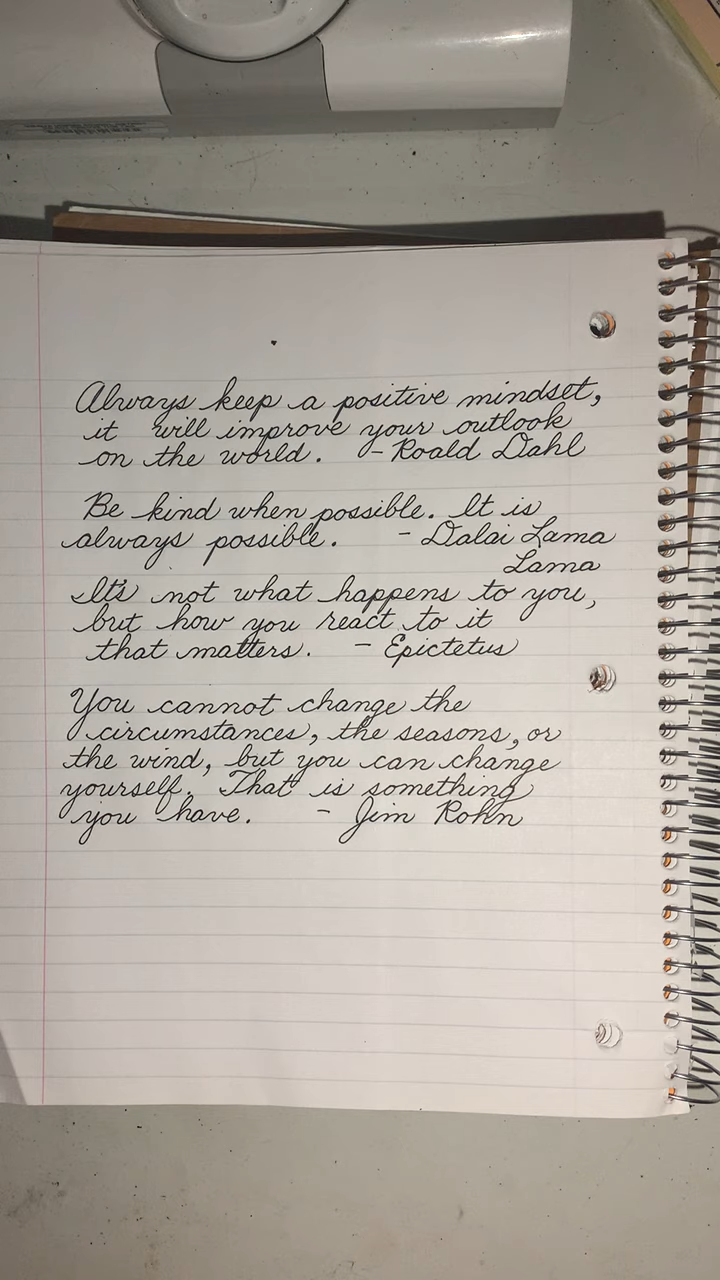 Always keep a positive mindset,
it will improve your outlook
on the world. - Roald Dahl
Be kind when possible. It is
always possible. - Dalai Lama
Lama
It's not what happens to you,
but how you react to it
that matters. - Epictetus
You cannot change the
circumstances, the seasons, or
the wind, but you can change
yourself. That is something
you have. - Jim Rohn